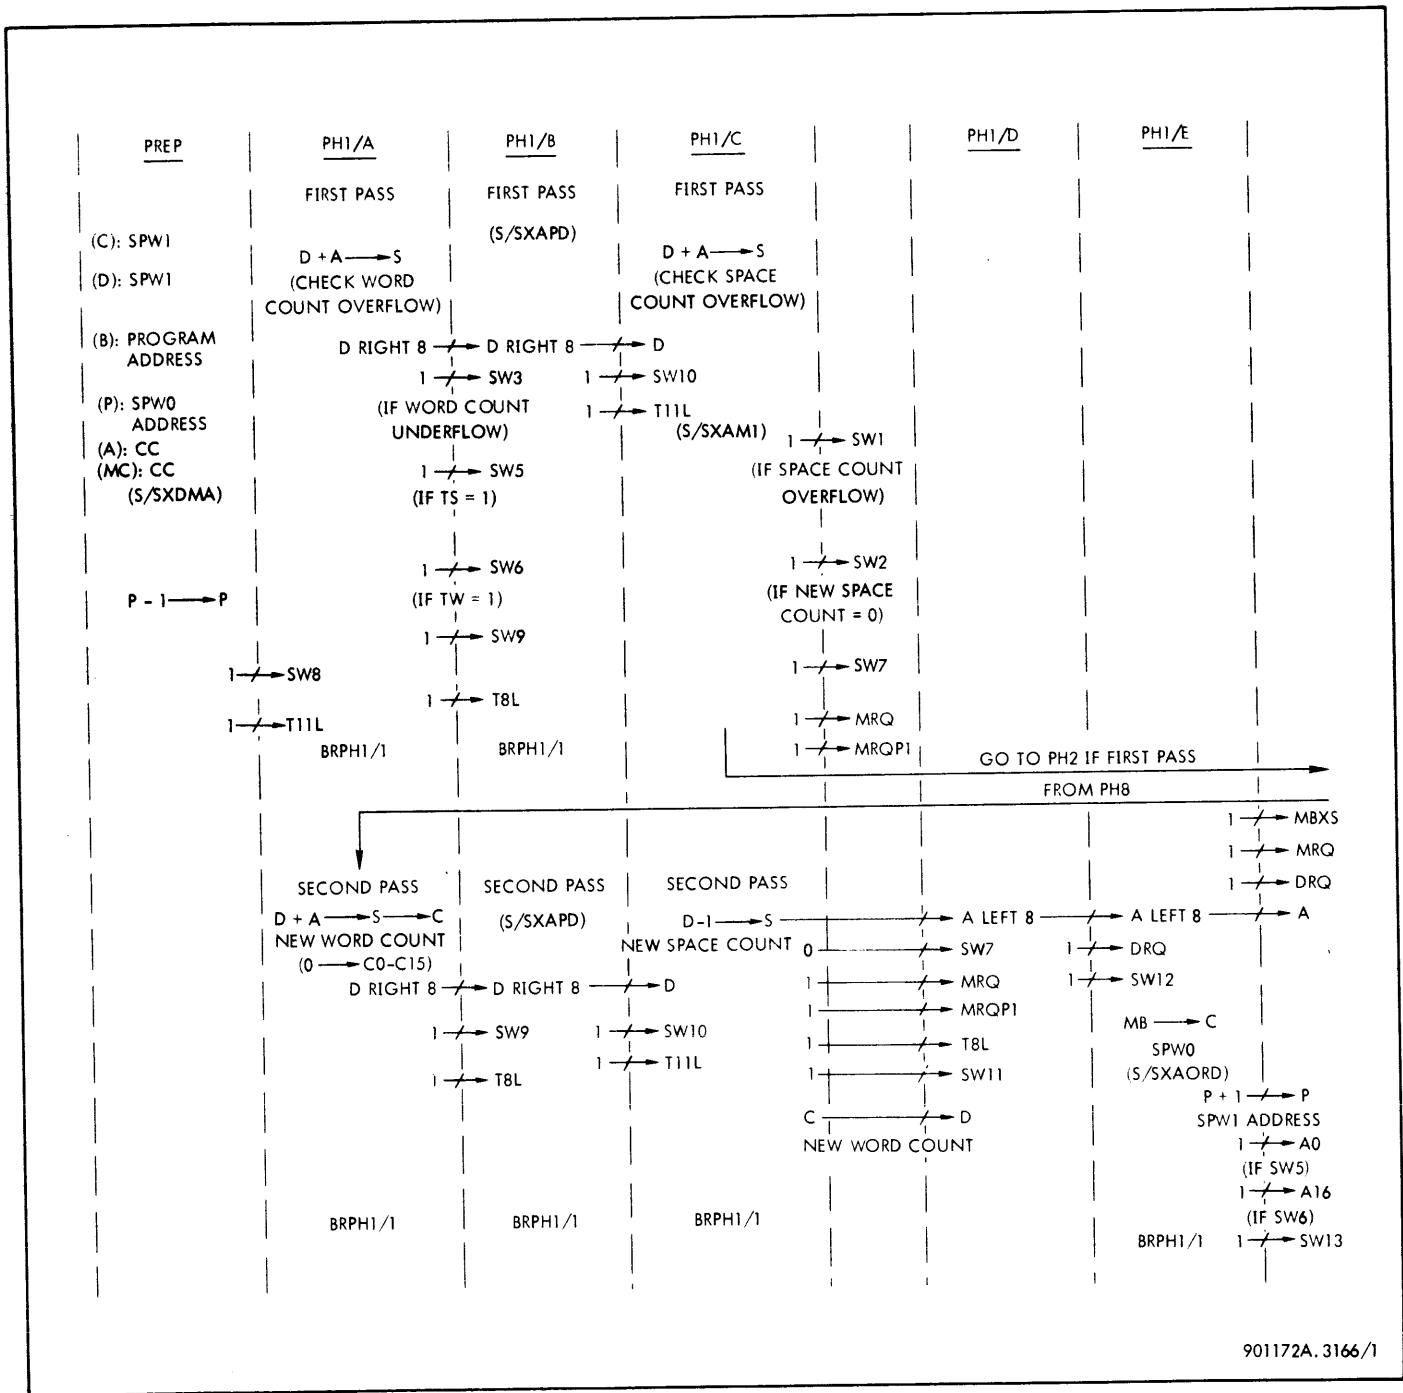 PREP
PH1/A
PH1/B
PH1/C
PH1/D
PH1/E
FIRST PASS
FIRST PASS
FIRST PASS
(C): SPW1
(D): SPW1
(B): PROGRAM
ADDRESS
(P): SPW0
ADDRESS
(A): CC
(MC): CC
(S/SXDMA)
P - 1 → P
1 → SW8
1 → T11L
D + A → S
(CHECK WORD
COUNT OVERFLOW)
D RIGHT 8 → D RIGHT 8 → D
1 → SW3
(IF WORD COUNT
UNDERFLOW)
1 → SW5
(IF TS = 1)
1 → SW6
(IF TW = 1)
1 → SW9
1 → T8L
BRPH1/1
(S/SXAPD)
1 → SW10
1 → T11L
BRPH1/1
D + A → S
(CHECK SPACE
COUNT OVERFLOW)
(S/SXAM1)
1 → SW1
(IF SPACE COUNT
OVERFLOW)
1 → SW2
(IF NEW SPACE
COUNT = 0)
1 → SW7
1 → MRQ
1 → MRQP1
GO TO PH2 IF FIRST PASS
FROM PH8
SECOND PASS
D + A → S → C
NEW WORD COUNT
(0 → C0-C15)
D RIGHT 8 → D RIGHT 8 → D
1 → SW9
1 → T8L
BRPH1/1
SECOND PASS
(S/SXAPD)
1 → SW10
1 → T11L
BRPH1/1
SECOND PASS
D-1 → S → A LEFT 8 → A LEFT 8 → A
NEW SPACE COUNT
0 → SW7
1 → MRQ
1 → MRQP1
1 → T8L
1 → SW11
C → D
NEW WORD COUNT
BRPH1/1
1 → DRQ
1 → SW12
MB → C
SPW0
(S/SXAORD)
BRPH1/1
1 → MBXS
1 → MRQ
1 → DRQ
P + 1 → P
SPW1 ADDRESS
1 → A0
(IF SW5)
1 → A16
(IF SW6)
1 → SW13
901172A. 3166/1